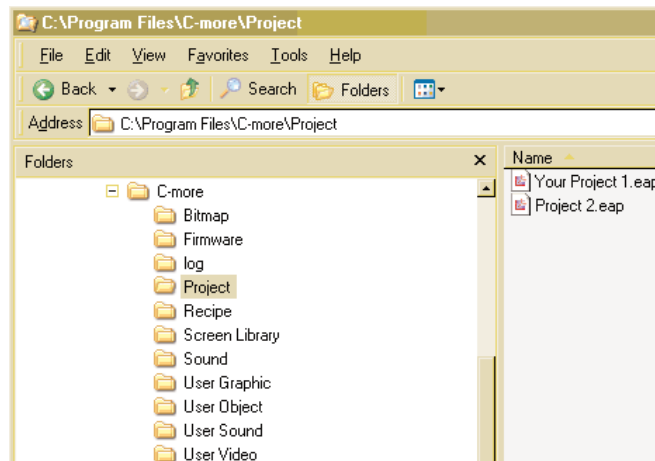 C:\Program Files\C-more\Project
File Edit View Favorites Tools Help
Back Search Folders
Address C:\Program Files\C-more\Project
Folders
C-more
Bitmap
Firmware
log
Project
Recipe
Screen Library
Sound
User Graphic
User Object
User Sound
User Video
Name
Your Project 1.eap
Project 2.eap